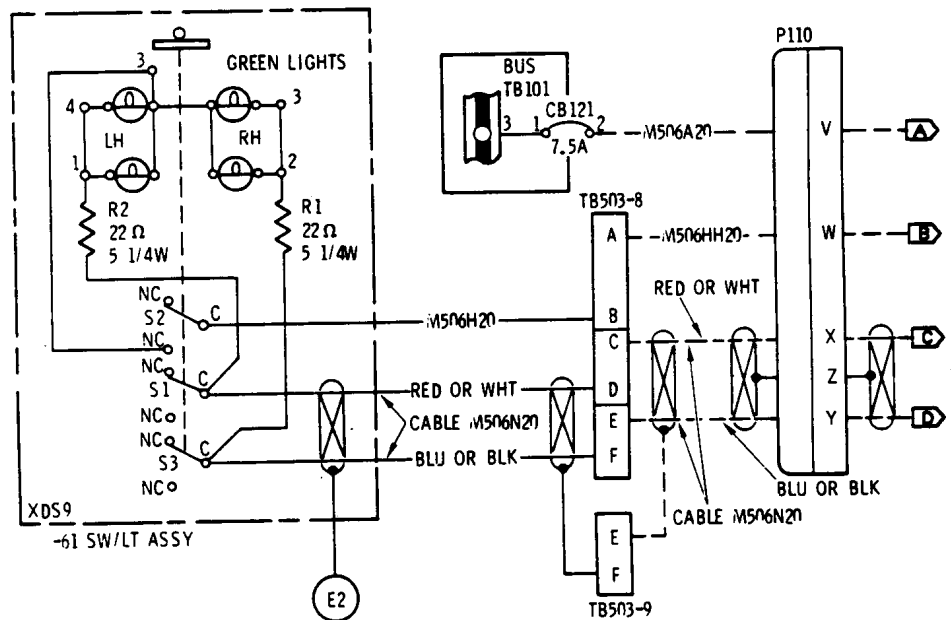 P110
3
GREEN LIGHTS
BUS
TB101
CB121
4
3
3
1
2
M506A20
V
A
LH
RH
7.5A
1
2
TB503-8
R2
22Ω
5 1/4W
R1
22Ω
5 1/4W
A
M506HH20
W
B
RED OR WHT
NC
S2
C
M506H20
B
NC
C
X
C
NC
S1
C
RED OR WHT
D
Z
NC
CABLE M506N20
E
Y
D
NC
S3
C
BLU OR BLK
F
NC
BLU OR BLK
XDS9
CABLE M506N20
-61 SW/LT ASSY
E
F
E2
TB503-9